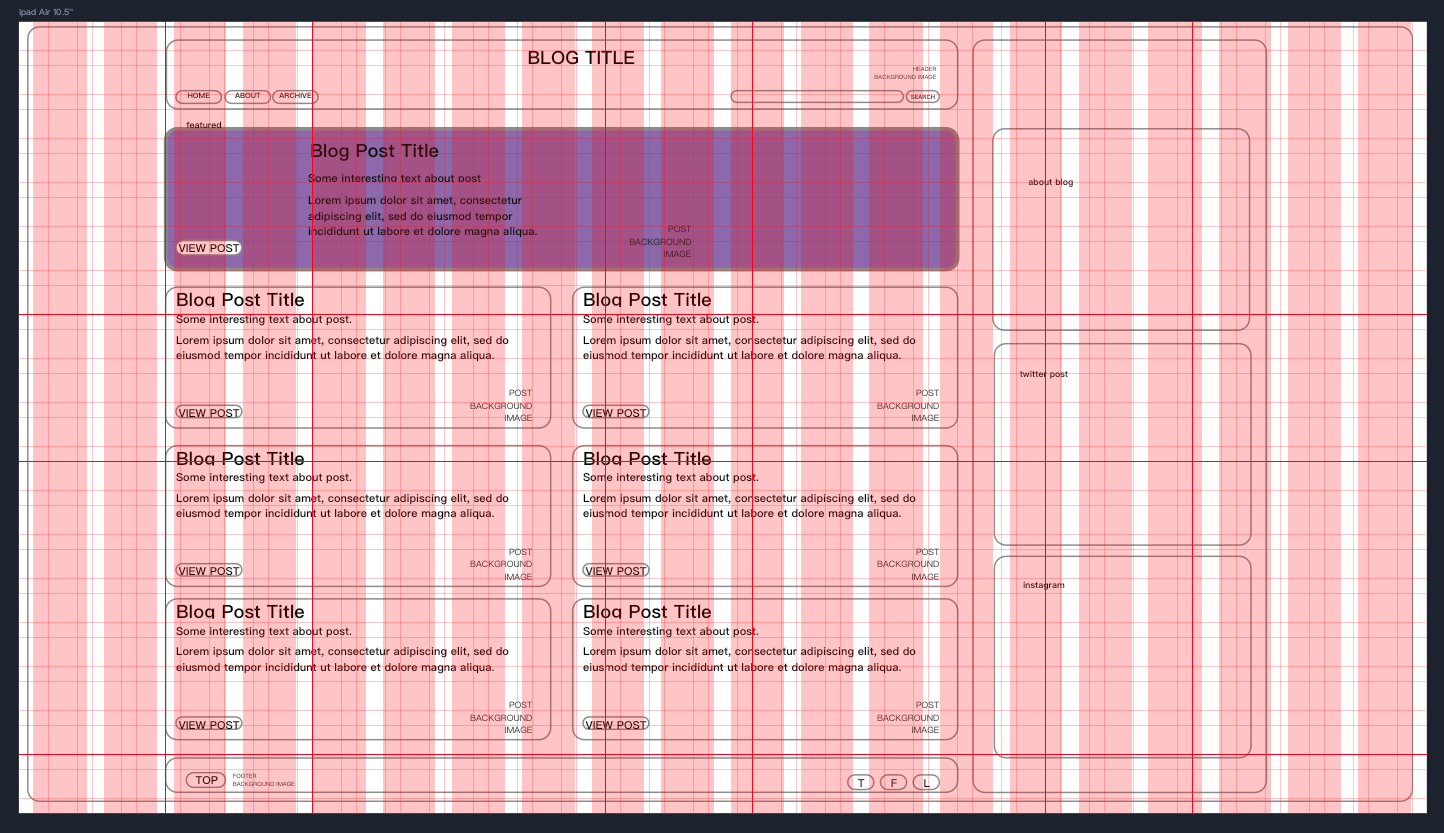 ipad Air 10.5"
BLOG TITLE
HEADER
BACKGROUND IMAGE
HOME
ABOUT
ARCHIVE
SEARCH
featured
Blog Post Title
Some interesting text about post
Lorem ipsum dolor sit amet, consectetur
adipiscing elit, sed do eiusmod tempor
incididunt ut labore et dolore magna aliqua.
POST
BACKGROUND
IMAGE
VIEW POST
Blog Post Title
Some interesting text about post.
Lorem ipsum dolor sit amet, consectetur adipiscing elit, sed do
eiusmod tempor incididunt ut labore et dolore magna aliqua.
POST
BACKGROUND
IMAGE
VIEW POST
Blog Post Title
Some interesting text about post.
Lorem ipsum dolor sit amet, consectetur adipiscing elit, sed do
eiusmod tempor incididunt ut labore et dolore magna aliqua.
POST
BACKGROUND
IMAGE
VIEW POST
Blog Post Title
Some interesting text about post.
Lorem ipsum dolor sit amet, consectetur adipiscing elit, sed do
eiusmod tempor incididunt ut labore et dolore magna aliqua.
POST
BACKGROUND
IMAGE
VIEW POST
Blog Post Title
Some interesting text about post.
Lorem ipsum dolor sit amet, consectetur adipiscing elit, sed do
eiusmod tempor incididunt ut labore et dolore magna aliqua.
POST
BACKGROUND
IMAGE
VIEW POST
Blog Post Title
Some interesting text about post.
Lorem ipsum dolor sit amet, consectetur adipiscing elit, sed do
eiusmod tempor incididunt ut labore et dolore magna aliqua.
POST
BACKGROUND
IMAGE
VIEW POST
Blog Post Title
Some interesting text about post.
Lorem ipsum dolor sit amet, consectetur adipiscing elit, sed do
eiusmod tempor incididunt ut labore et dolore magna aliqua.
POST
BACKGROUND
IMAGE
VIEW POST
TOP
FOOTER
BACKGROUND IMAGE
T
F
L
about blog
twitter post
instagram